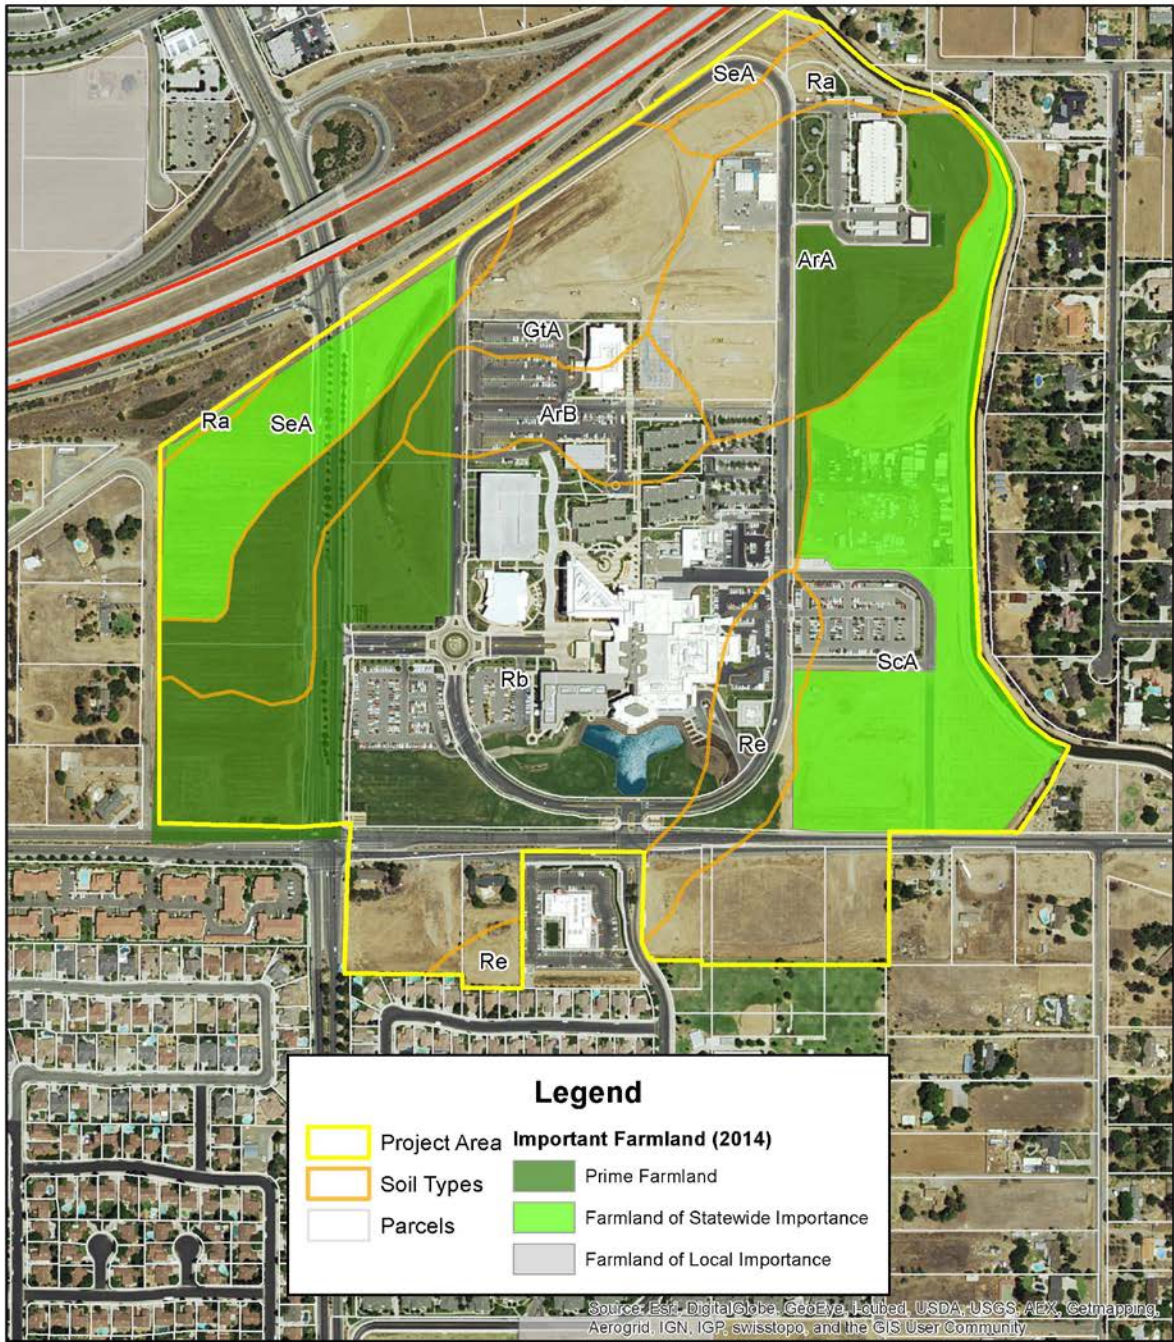 SeA
Ra
ArA
GtA
Ra
SeA
ArB
ScA
Rb
Re
Re
Legend
Project Area
Soil Types
Parcels
Important Farmland (2014)
Prime Farmland
Farmland of Statewide Importance
Farmland of Local Importance
Source: Esri, DigitalGlobe, GeoEye, i-cubed, USDA, USGS, AEX, Getmapping,
Aerogrid, IGN, IGP, swisstopo, and the GIS User Community